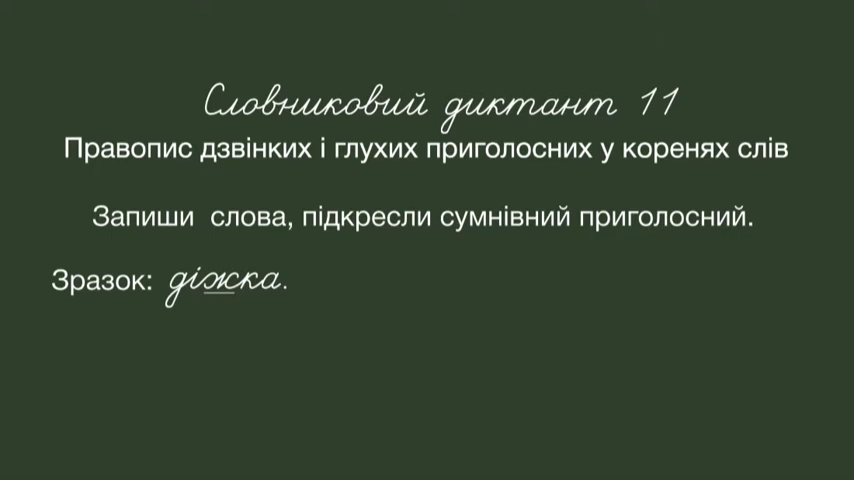 Словниковий диктант 11
Правопис дзвінких і глухих приголосних у коренях слів
Запиши слова, підкресли сумнівний приголосний.
Зразок: діжка.